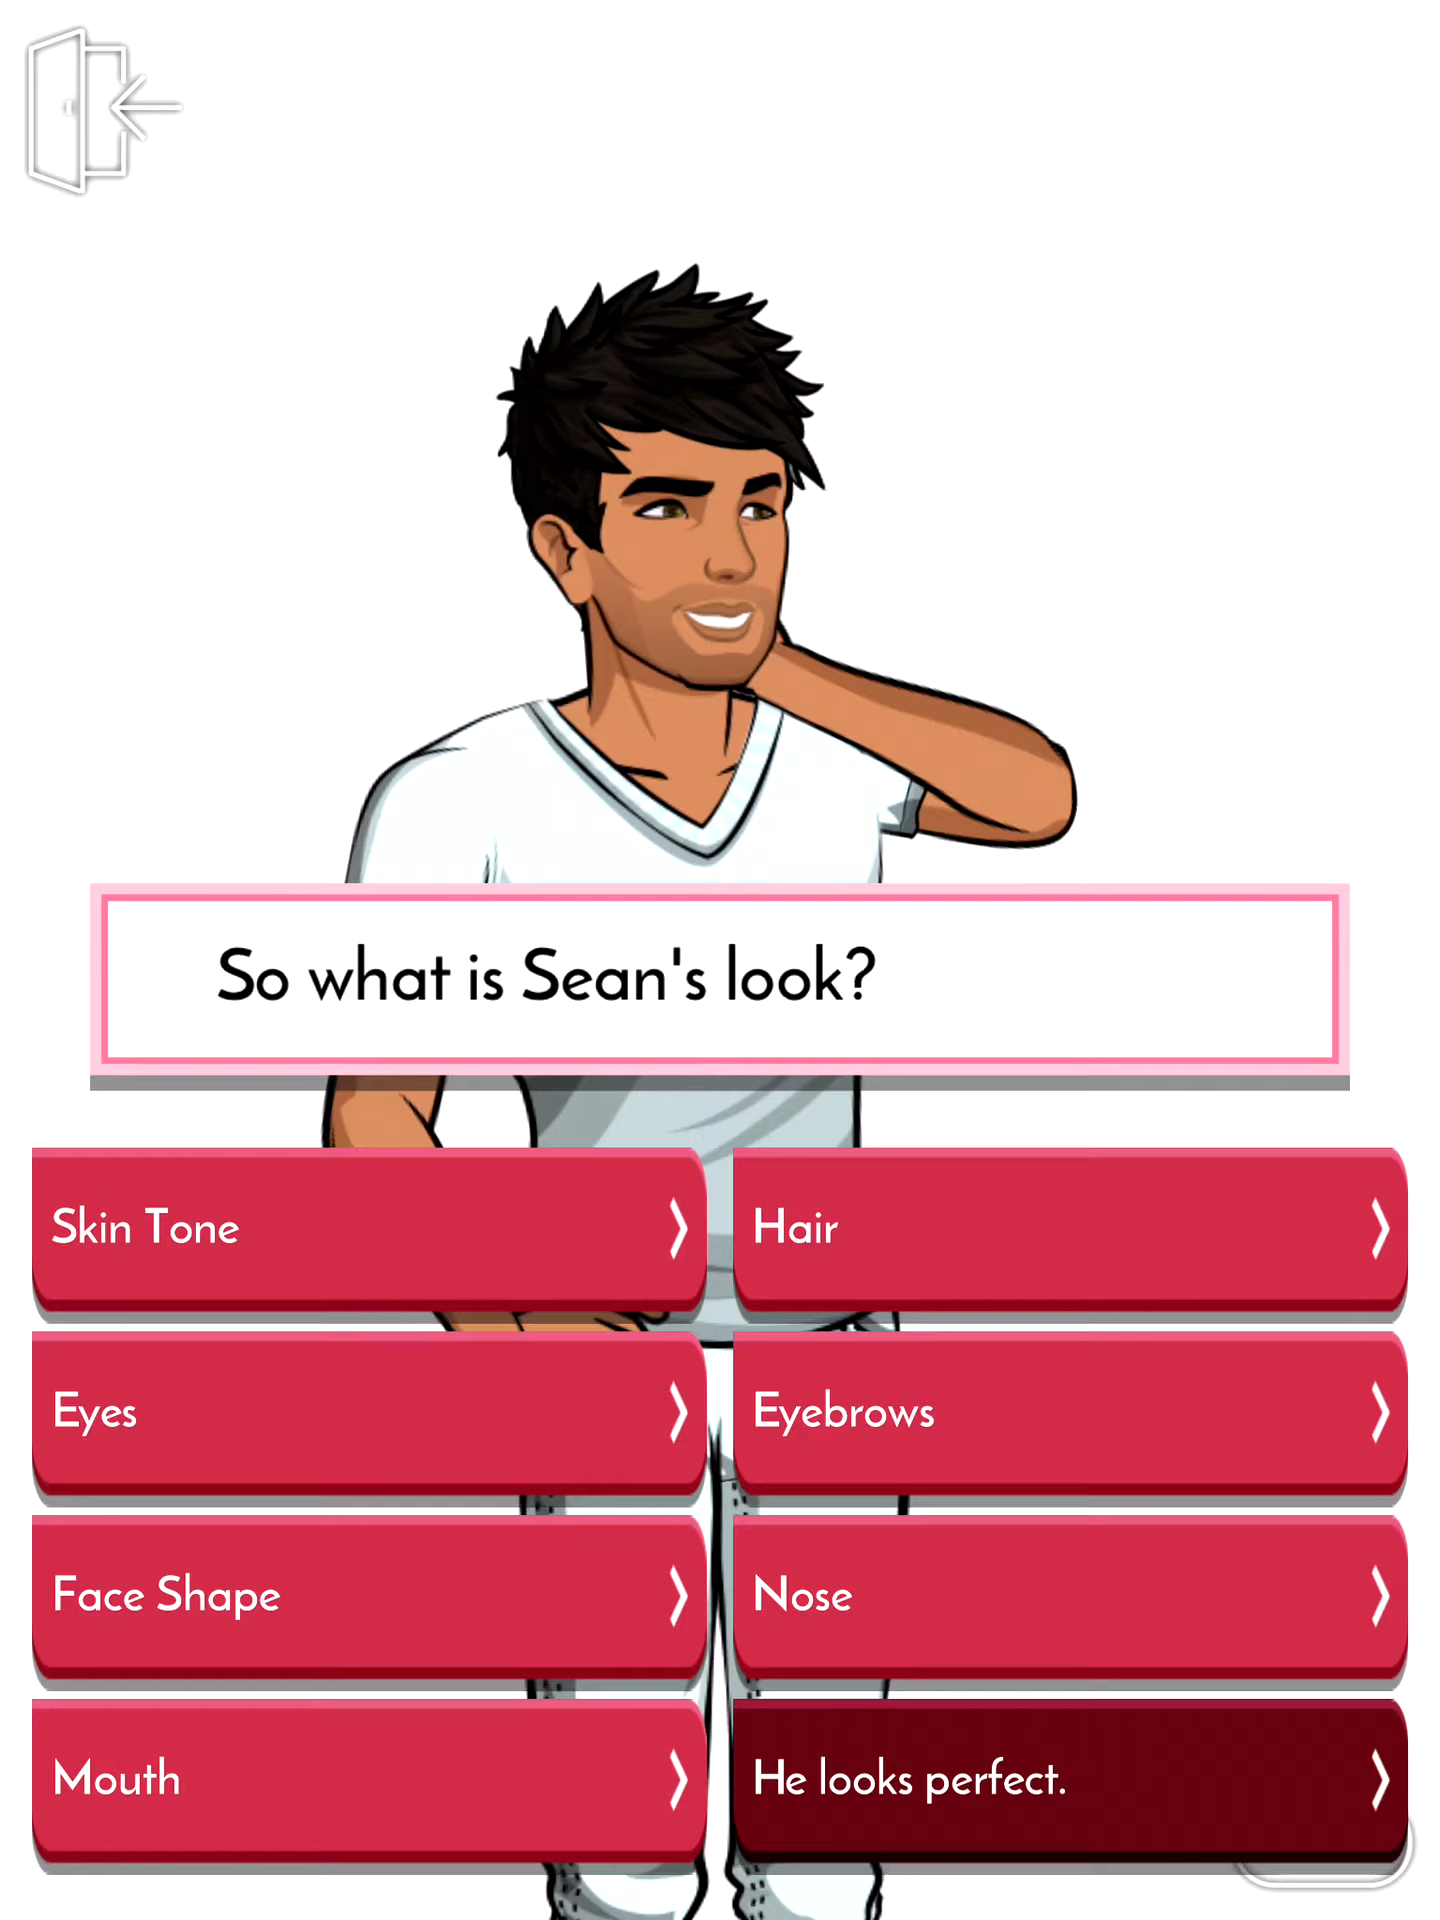 So what is Sean's look?
Skin Tone
Hair
Eyes
Eyebrows
Face Shape
Nose
Mouth
He looks perfect.